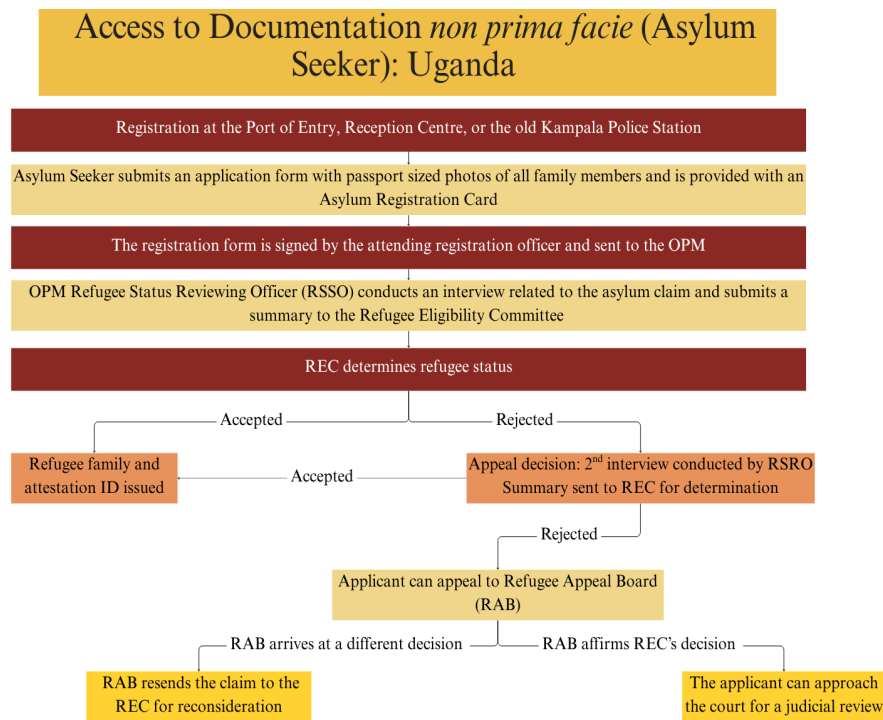 Access to Documentation non prima facie (Asylum
Seeker): Uganda
Registration at the Port of Entry, Reception Centre, or the old Kampala Police Station
Asylum Seeker submits an application form with passport sized photos of all family members and is provided with an
Asylum Registration Card
The registration form is signed by the attending registration officer and sent to the OPM
OPM Refugee Status Reviewing Officer (RSSO) conducts an interview related to the asylum claim and submits a
summary to the Refugee Eligibility Committee
REC determines refugee status
Accepted
Rejected
Refugee family and
attestation ID issued
Accepted
Appeal decision: 2nd interview conducted by RSRO
Summary sent to REC for determination
Rejected
Applicant can appeal to Refugee Appeal Board
(RAB)
RAB arrives at a different decision
RAB affirms REC's decision
RAB resends the claim to the
REC for reconsideration
The applicant can approach
the court for a judicial review